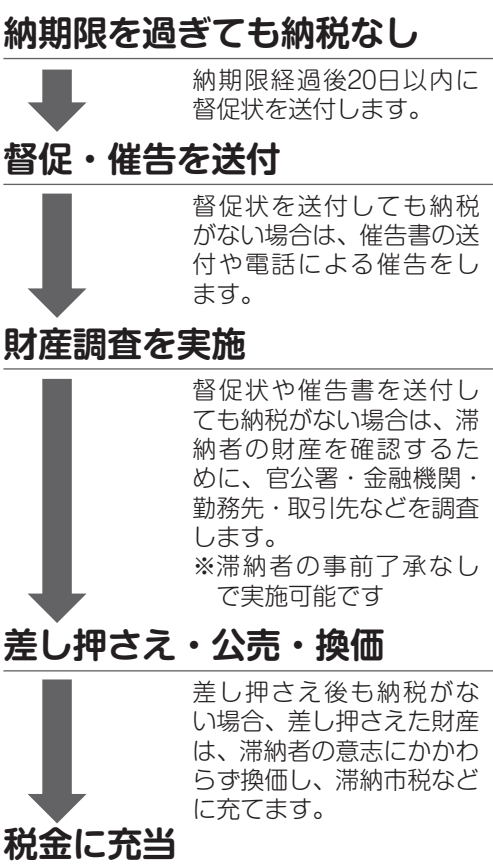 納期限を過ぎても納税なし
納期限経過後20日以内に
督促状を送付します。
督促・催告を送付
督促状を送付しても納税
がない場合は、催告書の送
付や電話による催告をし
ます。
財産調査を実施
督促状や催告書を送付し
ても納税がない場合は、滞
納者の財産を確認するた
めに、官公署・金融機関・
勤務先・取引先などを調査
します。
※滞納者の事前了承なし
で実施可能です
差し押さえ・公売・換価
差し押さえ後も納税がな
い場合、差し押さえた財産
は、滞納者の意志にかかわ
らず換価し、滞納市税など
に充てます。
税金に充当